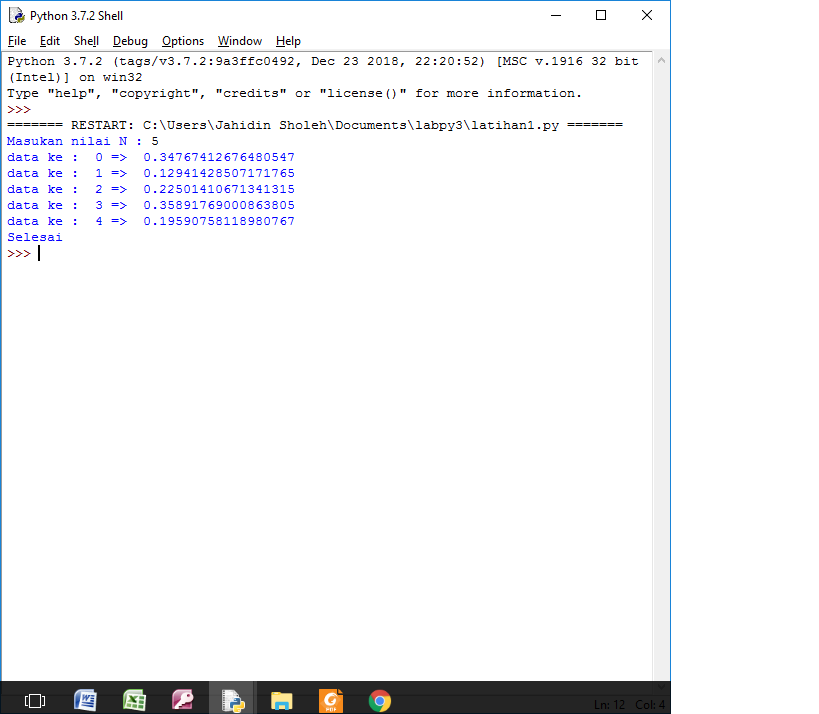 Python 3.7.2 Shell
File Edit Shell Debug Options Window Help
Python 3.7.2 (tags/v3.7.2:9a3ffc0492, Dec 23 2018, 22:20:52) [MSC v.1916 32 bit
(Intel)] on win32
Type "help", "copyright", "credits" or "license()" for more information.
>>>
======= RESTART: C:\Users\Jahidin Sholeh\Documents\labpy3\latihan1.py =======
Masukan nilai N : 5
data ke :  0 =>  0.34767412676480547
data ke :  1 =>  0.12941428507171765
data ke :  2 =>  0.22501410671341315
data ke :  3 =>  0.35891769000863805
data ke :  4 =>  0.19590758118980767
Selesai
>>>
PDF
Ln: 12 Col: 4